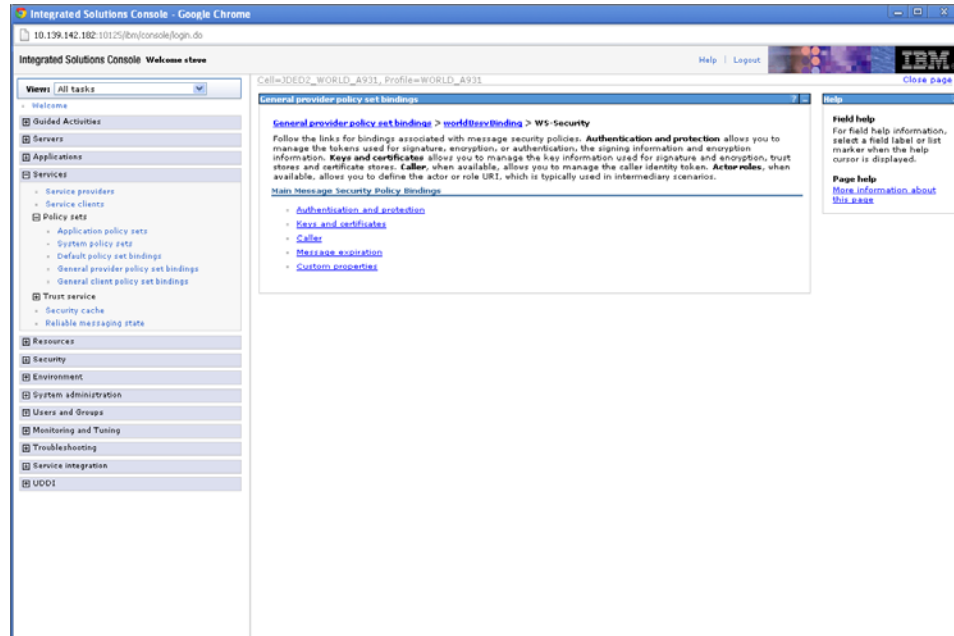 Integrated Solutions Console - Google Chrome
10.139.142.182:10125/ibm/console/login.do
Integrated Solutions Console Welcome steve
Help | Logout
IBM.
View: All tasks
Welcome
Guided Activities
Servers
Applications
Services
Service providers
Service clients
Policy sets
Application policy sets
System policy sets
Default policy set bindings
General provider policy set bindings
General client policy set bindings
Trust service
Security cache
Reliable messaging state
Resources
Security
Environment
System administration
Users and Groups
Monitoring and Tuning
Troubleshooting
Service integration
UDDI
Cell=JDED2_WORLD_A931, Profile=WORLD_A931
Close page
General provider policy set bindings
? -
General provider policy set bindings > worldUssvBinding > WS-Security
Follow the links for bindings associated with message security policies. Authentication and protection allows you to
manage the tokens used for signature, encryption, or authentication, the signing information and encryption
information. Keys and certificates allows you to manage the key information used for signature and encryption, trust
stores and certificate stores. Caller, when available, allows you to manage the caller identity token. Actor roles, when
available, allows you to define the actor or role URI, which is typically used in intermediary scenarios.
Main Message Security Policy Bindings
Authentication and protection
Keys and certificates
Caller
Message expiration
Custom properties
Help
Field help
For field help information,
select a field label or list
marker when the help
cursor is displayed.
Page help
More information about
this page